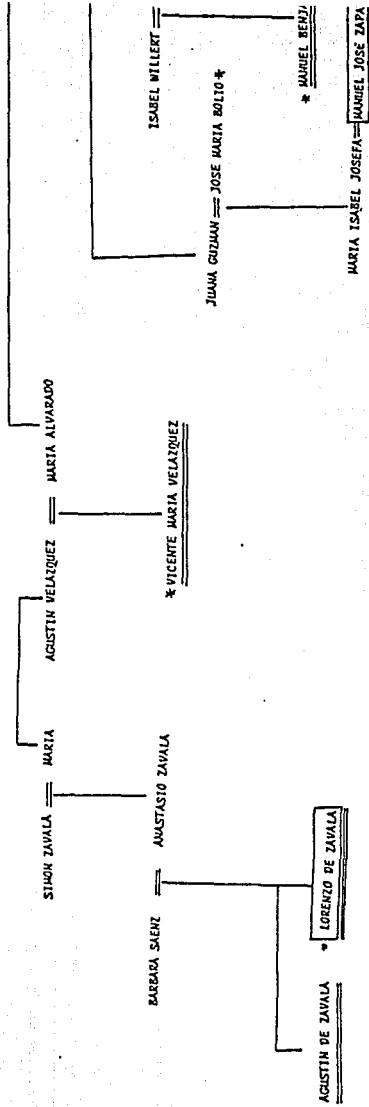 ISABEL WILLERT
* MANUEL BENJ
JUANA GUZMAN JOSE MARIA BOLIO *
MARIA ISABEL JOSEFA MANUEL JOSE ZAPA
AGUSTIN VELAZQUEZ MARIA ALVARADO
* VICENTE MARIA VELAZQUEZ
SIMON ZAVALA MARIA
BARBARA SAENZ ANASTASIO ZAVALA
AGUSTIN DE ZAVALA * LORENZO DE ZAVALA